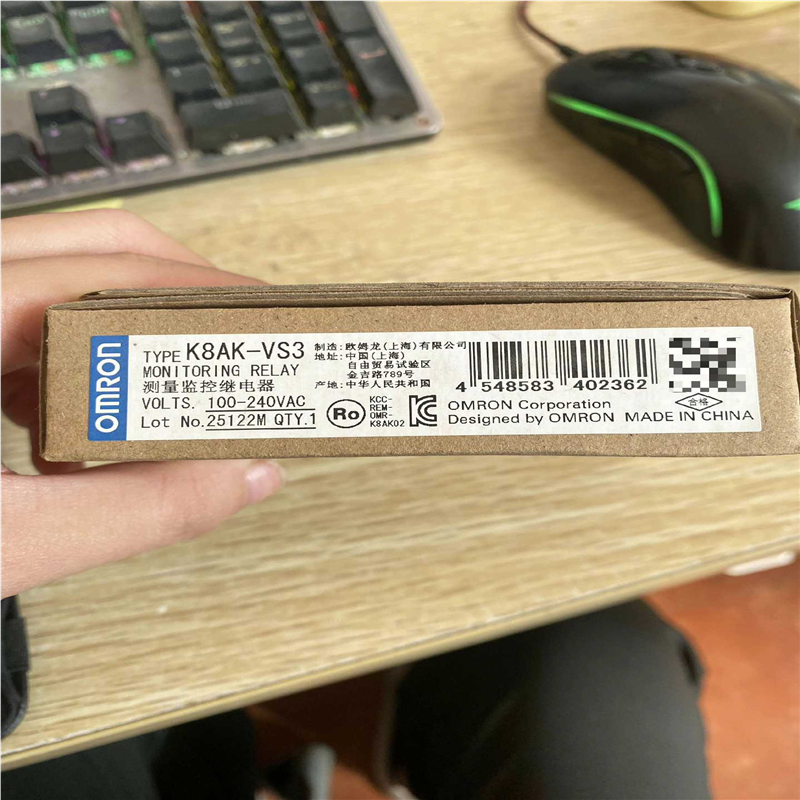 OMRON
TYPE K8AK-VS3
MONITORING RELAY
测量监控继电器
VOLTS. 100-240VAC
Lot No. 25122M QTY.1
制造: 欧姆龙(上海)有限公司
地址: 中国(上海)
自由贸易试验区
金吉路789号
产地: 中华人民共和国
Ro
KCC-
REM-
OMR-
K8AK02
4 548583 402362
合格
OMRON Corporation
Designed by OMRON MADE IN CHINA